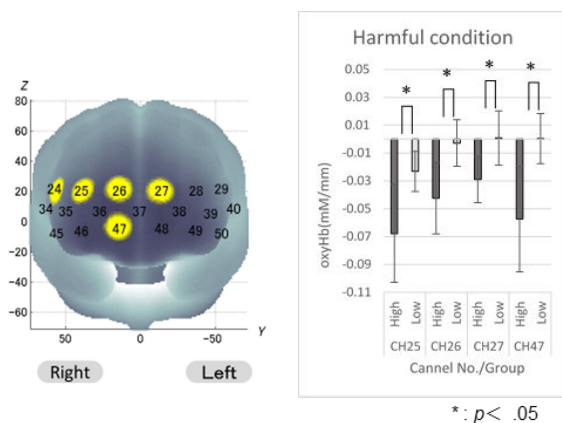 Z
80
60
40
20
0
−20
−40
−60
24 25 26 27 28 29
34 35 36 37 38 39 40
45 46 47 48 49 50
50 0 −50
Y
Right Left
Harmful condition
0.05
0.03
0.01
-0.01
-0.03
-0.05
-0.07
-0.09
-0.11
oxyHb(mM/mm)
* * * *
High Low High Low High Low High Low
CH25 CH26 CH27 CH47
Cannel No./Group
* : p< .05